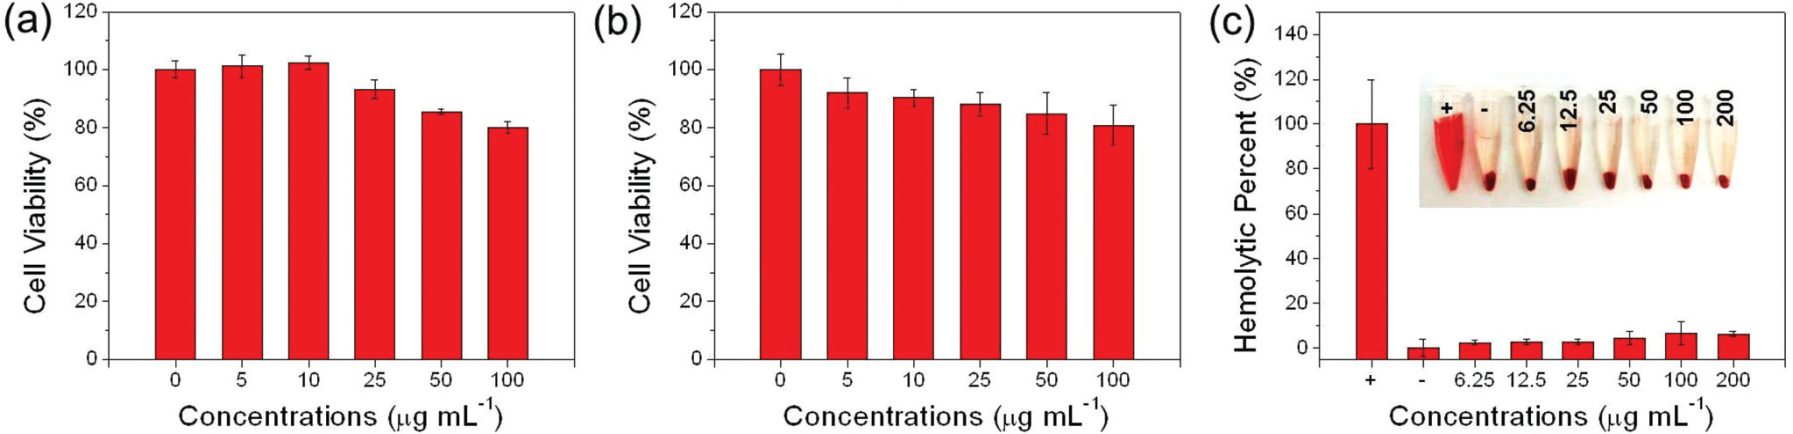 (a)
120
100
80
60
40
20
0
Cell Viability (%)
0 5 10 25 50 100
Concentrations (μg mL⁻¹)
(b)
120
100
80
60
40
20
0
Cell Viability (%)
0 5 10 25 50 100
Concentrations (μg mL⁻¹)
(c)
140
120
100
80
60
40
20
0
Hemolytic Percent (%)
+ - 6.25 12.5 25 50 100 200
+ - 6.25 12.5 25 50 100 200
Concentrations (μg mL⁻¹)